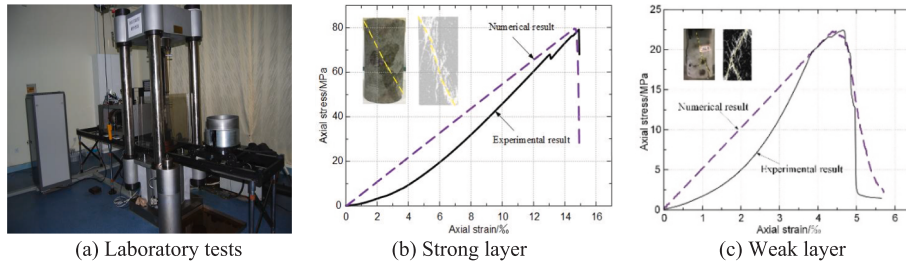 80
60
40
20
0
0 2 4 6 8 10 12 14 16
Axial stress/MPa
Axial strain/‰
Numerical result
Experimental result
25
20
15
10
5
0
0 1 2 3 4 5 6
Axial stress/MPa
Axial strain/‰
Numerical result
Experimental result
(a) Laboratory tests
(b) Strong layer
(c) Weak layer